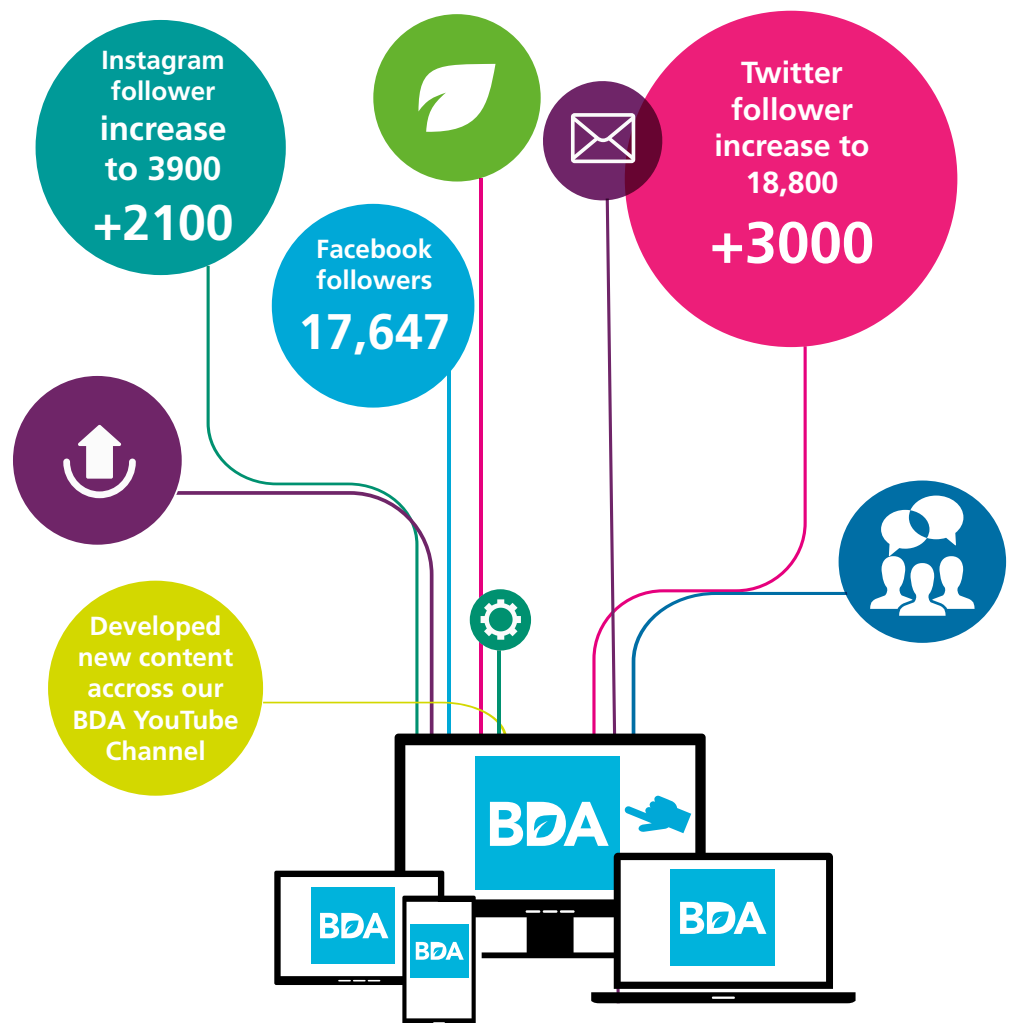 Instagram
follower
increase
to 3900
+2100
Facebook
followers
17,647
Twitter
follower
increase to
18,800
+3000
Developed
new content
accross our
BDA YouTube
Channel
BDA
BDA
BDA
BDA